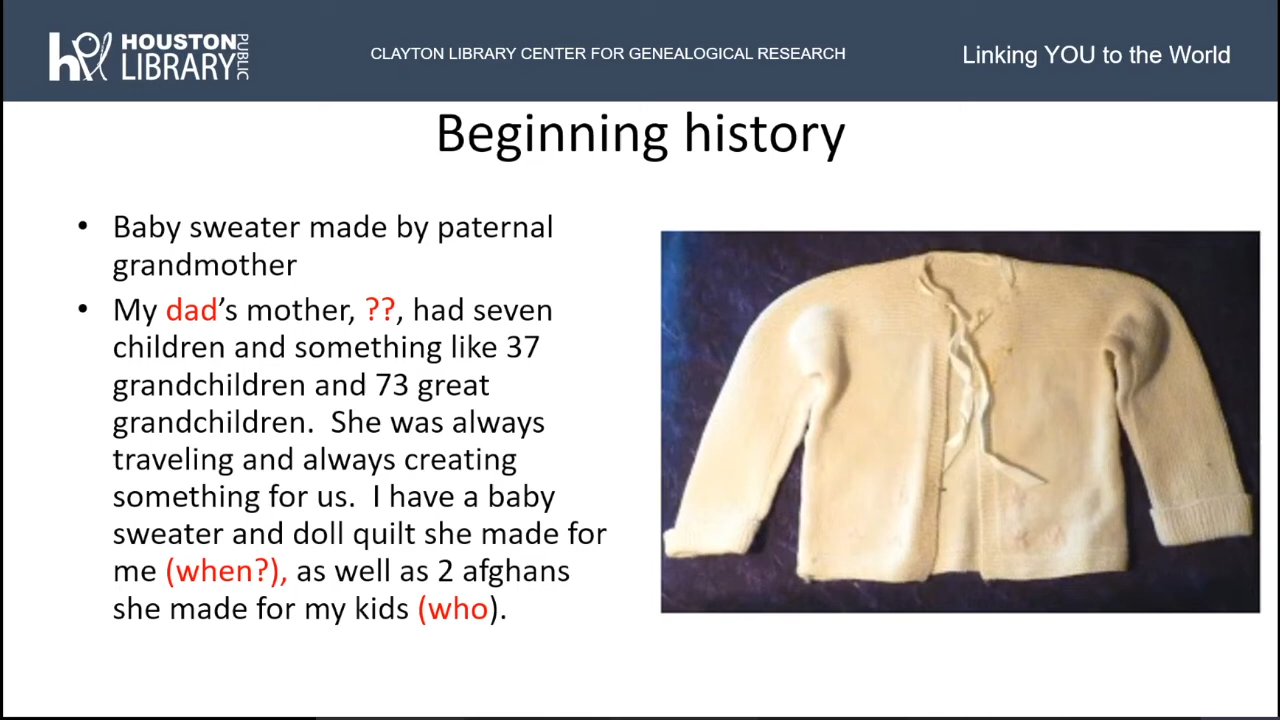 HOUSTON
PUBLIC
LIBRARY
CLAYTON LIBRARY CENTER FOR GENEALOGICAL RESEARCH
Linking YOU to the World
Beginning history
• Baby sweater made by paternal
grandmother
• My dad's mother, ??, had seven
children and something like 37
grandchildren and 73 great
grandchildren.  She was always
traveling and always creating
something for us.  I have a baby
sweater and doll quilt she made for
me (when?), as well as 2 afghans
she made for my kids (who).